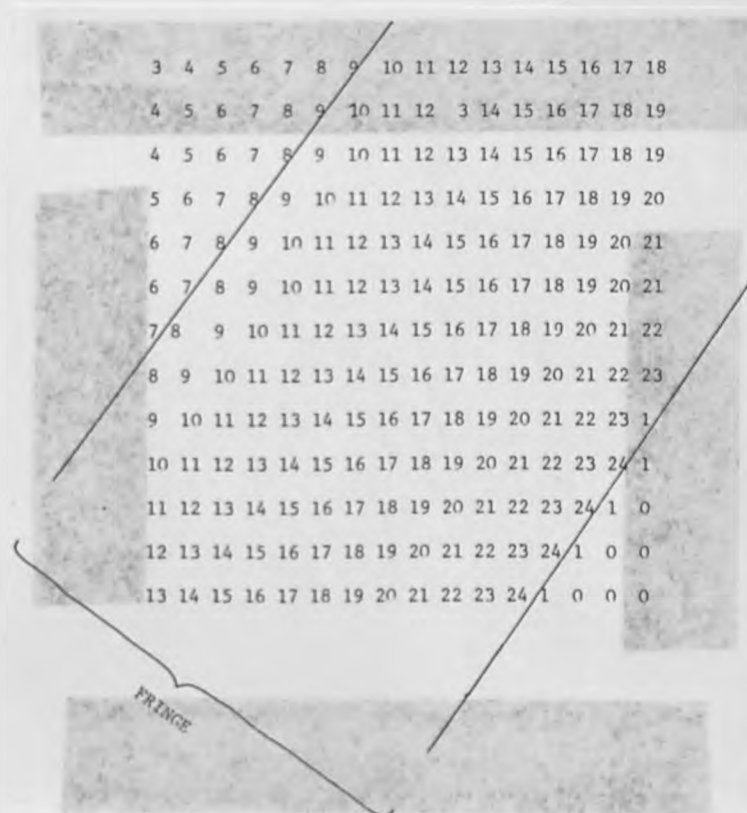 3 4 5 6 7 8 9 10 11 12 13 14 15 16 17 18
4 5 6 7 8 9 10 11 12 3 14 15 16 17 18 19
4 5 6 7 8 9 10 11 12 13 14 15 16 17 18 19
5 6 7 8 9 10 11 12 13 14 15 16 17 18 19 20
6 7 8 9 10 11 12 13 14 15 16 17 18 19 20 21
6 7 8 9 10 11 12 13 14 15 16 17 18 19 20 21
7 8 9 10 11 12 13 14 15 16 17 18 19 20 21 22
8 9 10 11 12 13 14 15 16 17 18 19 20 21 22 23
9 10 11 12 13 14 15 16 17 18 19 20 21 22 23 1
10 11 12 13 14 15 16 17 18 19 20 21 22 23 24 1
11 12 13 14 15 16 17 18 19 20 21 22 23 24 1 0
12 13 14 15 16 17 18 19 20 21 22 23 24 1 0 0
13 14 15 16 17 18 19 20 21 22 23 24 1 0 0 0
FRINGE